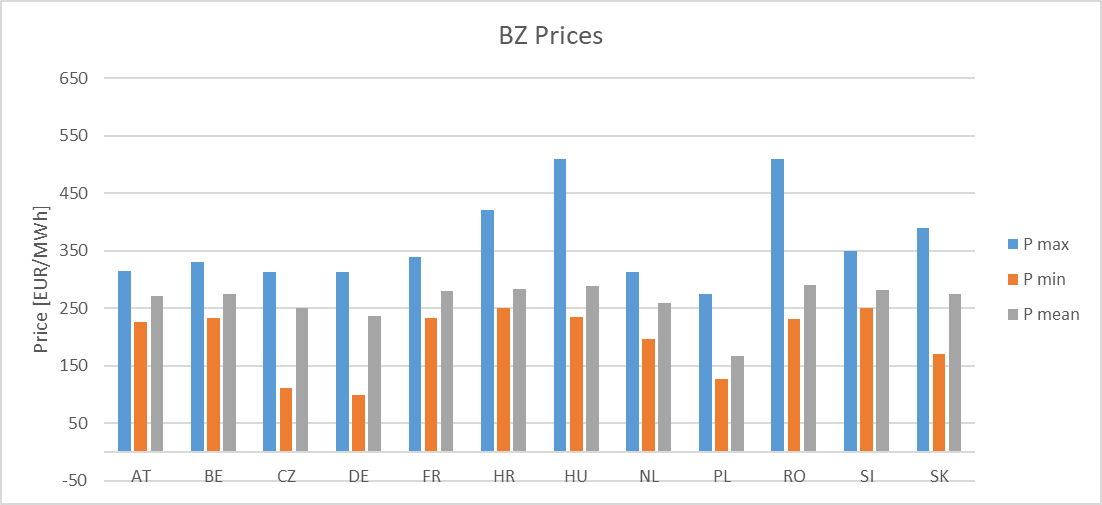 BZ Prices
Price [EUR/MWh]
650
550
450
350
250
150
50
-50
AT BE CZ DE FR HR HU NL PL RO SI SK
P max
P min
P mean